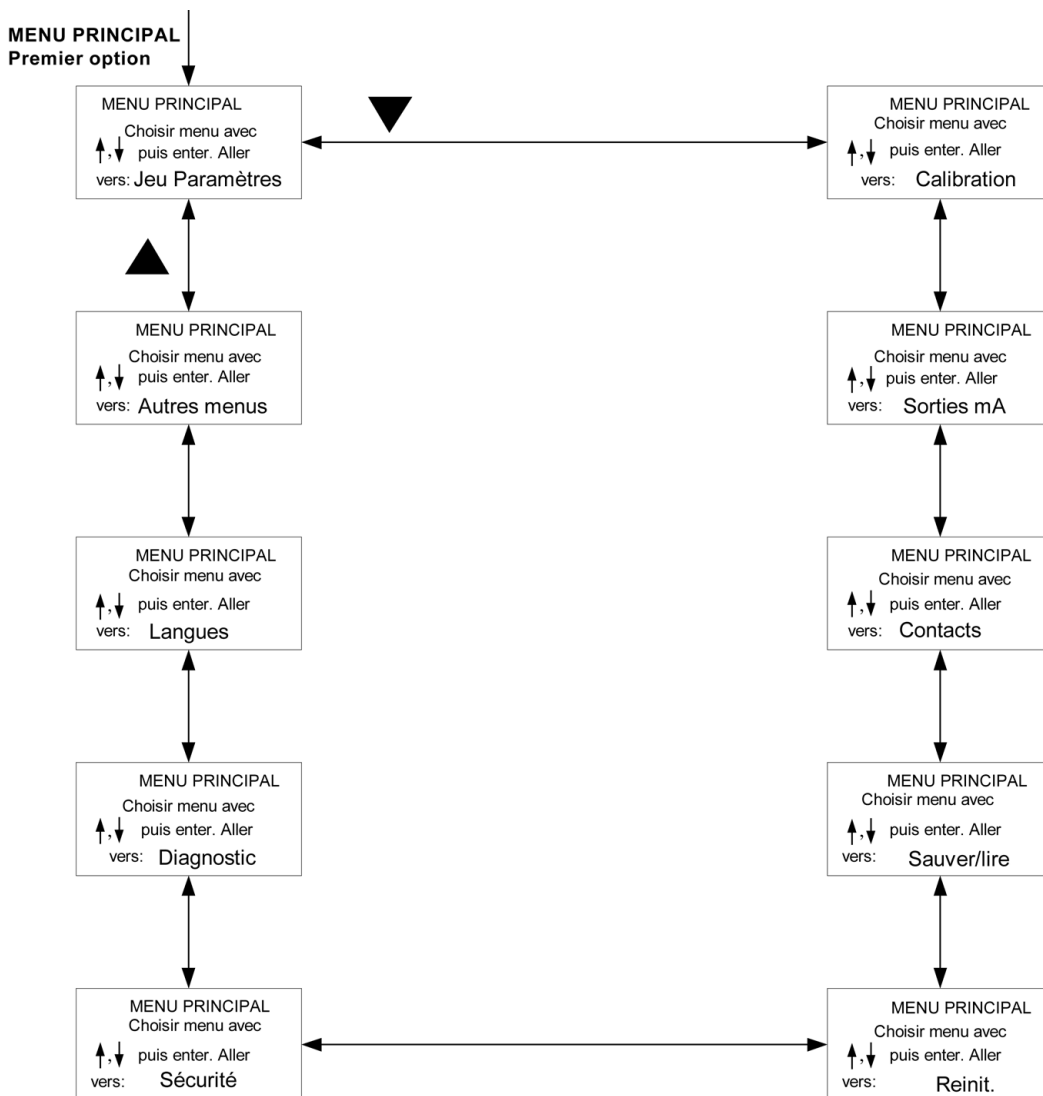 MENU PRINCIPAL
Premier option
MENU PRINCIPAL
Choisir menu avec
↑,↓ puis enter. Aller
vers: Jeu Paramètres
MENU PRINCIPAL
Choisir menu avec
↑,↓ puis enter. Aller
vers: Calibration
MENU PRINCIPAL
Choisir menu avec
↑,↓ puis enter. Aller
vers: Autres menus
MENU PRINCIPAL
Choisir menu avec
↑,↓ puis enter. Aller
vers: Sorties mA
MENU PRINCIPAL
Choisir menu avec
↑,↓ puis enter. Aller
vers: Langues
MENU PRINCIPAL
Choisir menu avec
↑,↓ puis enter. Aller
vers: Contacts
MENU PRINCIPAL
Choisir menu avec
↑,↓ puis enter. Aller
vers: Diagnostic
MENU PRINCIPAL
Choisir menu avec
↑,↓ puis enter. Aller
vers: Sauver/lire
MENU PRINCIPAL
Choisir menu avec
↑,↓ puis enter. Aller
vers: Sécurité
MENU PRINCIPAL
Choisir menu avec
↑,↓ puis enter. Aller
vers: Reinit.